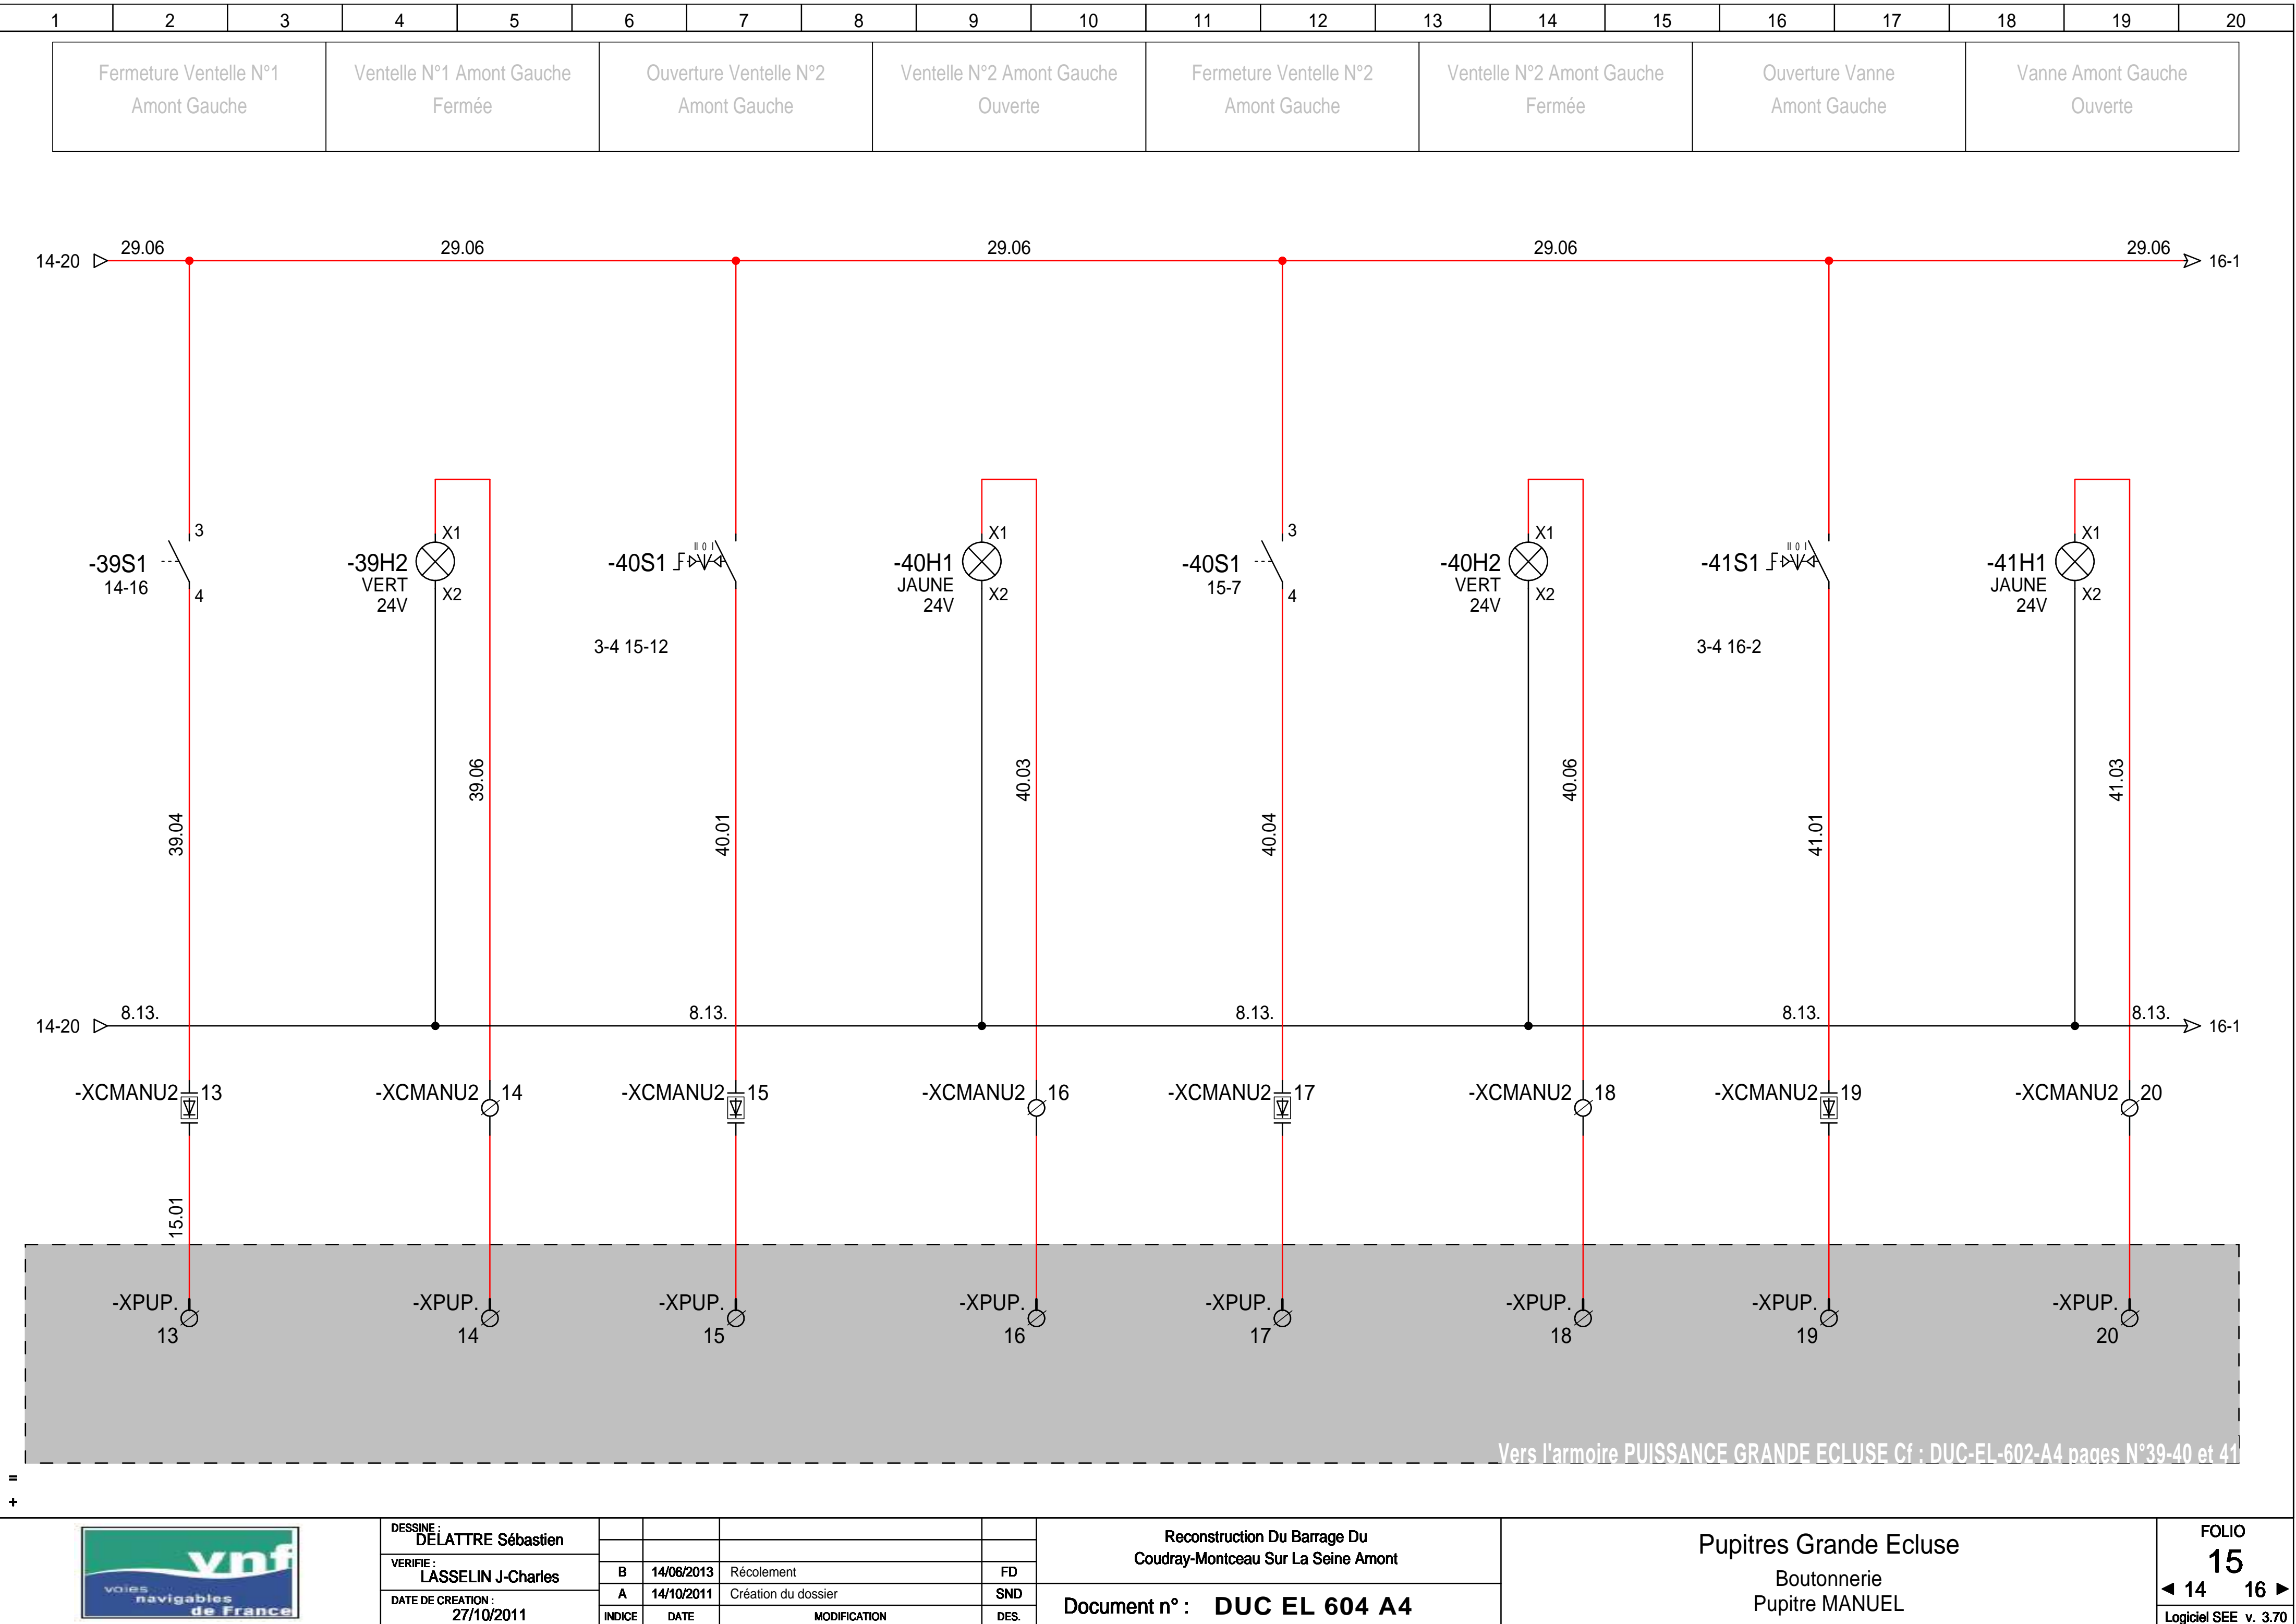 1 2 3 4 5 6 7 8 9 10 11 12 13 14 15 16 17 18 19 20
Fermeture Ventelle N°1
Amont Gauche
Ventelle N°1 Amont Gauche
Fermée
Ouverture Ventelle N°2
Amont Gauche
Ventelle N°2 Amont Gauche
Ouverte
Fermeture Ventelle N°2
Amont Gauche
Ventelle N°2 Amont Gauche
Fermée
Ouverture Vanne
Amont Gauche
Vanne Amont Gauche
Ouverte
14-20 29.06 29.06 29.06 29.06 29.06 16-1
-39S1
14-16
3
4
-39H2
VERT
24V
X1
X2
-40S1
II 0 I
3-4 15-12
-40H1
JAUNE
24V
X1
X2
-40S1
15-7
3
4
-40H2
VERT
24V
X1
X2
-41S1
II 0 I
3-4 16-2
-41H1
JAUNE
24V
X1
X2
39.04
39.06
40.01
40.03
40.04
40.06
41.01
41.03
14-20 8.13. 8.13. 8.13. 8.13. 8.13. 16-1
-XCMANU2 13
-XCMANU2 14
-XCMANU2 15
-XCMANU2 16
-XCMANU2 17
-XCMANU2 18
-XCMANU2 19
-XCMANU2 20
15.01
-XPUP.
13
-XPUP.
14
-XPUP.
15
-XPUP.
16
-XPUP.
17
-XPUP.
18
-XPUP.
19
-XPUP.
20
Vers l'armoire PUISSANCE GRANDE ECLUSE Cf : DUC-EL-602-A4 pages N°39-40 et 41
=
+
vnf
voies
navigables
de France
DESSINE :
DELATTRE Sébastien
VERIFIE :
LASSELIN J-Charles
DATE DE CREATION :
27/10/2011
B 14/06/2013 Récolement FD
A 14/10/2011 Création du dossier SND
INDICE DATE MODIFICATION DES.
Reconstruction Du Barrage Du
Coudray-Montceau Sur La Seine Amont
Document n° : DUC EL 604 A4
Pupitres Grande Ecluse
Boutonnerie
Pupitre MANUEL
FOLIO
15
14 16
Logiciel SEE v. 3.70